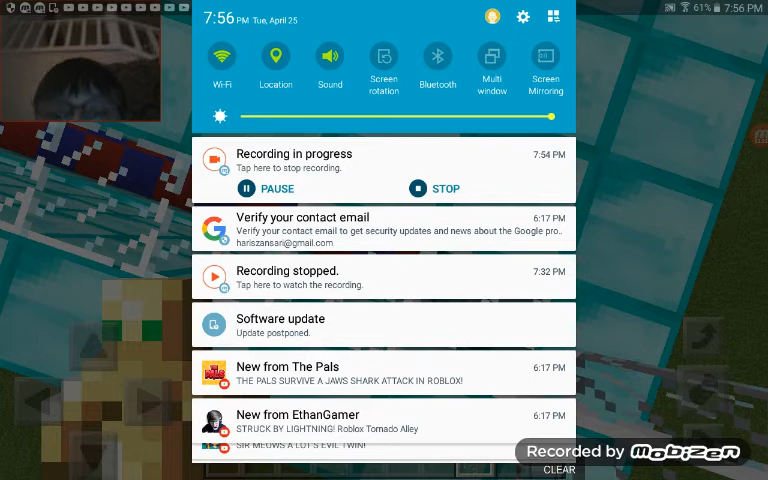 7:56 PM Tue, April 25
61% 7:56 PM
Wi-Fi
Location
Sound
Screen rotation
Bluetooth
Multi window
Screen Mirroring
Recording in progress 7:54 PM
Tap here to stop recording.
PAUSE STOP
Verify your contact email 6:17 PM
Verify your contact email to get security updates and news about the Google pro..
hariszansari@gmail.com
Recording stopped. 7:32 PM
Tap here to watch the recording.
Software update
Update postponed.
New from The Pals 6:17 PM
THE PALS SURVIVE A JAWS SHARK ATTACK IN ROBLOX!
New from EthanGamer 6:17 PM
STRUCK BY LIGHTNING! Roblox Tornado Alley
SIR MEOWS A LOT'S EVIL TWIN!
Recorded by Mobizen
CLEAR